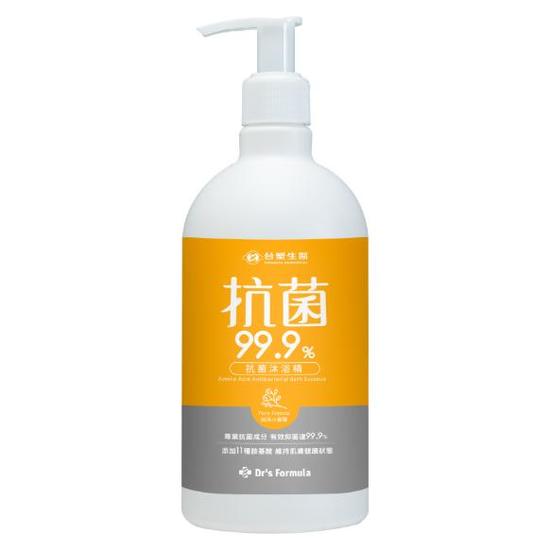 台塑生醫
抗菌
99.9%
抗菌沐浴精
Amino Acid Antibacterial Bath Essence
專業抗菌成分 有效抑菌達99.9%
添加11種胺基酸 維持肌膚健康狀態
Dr's Formula